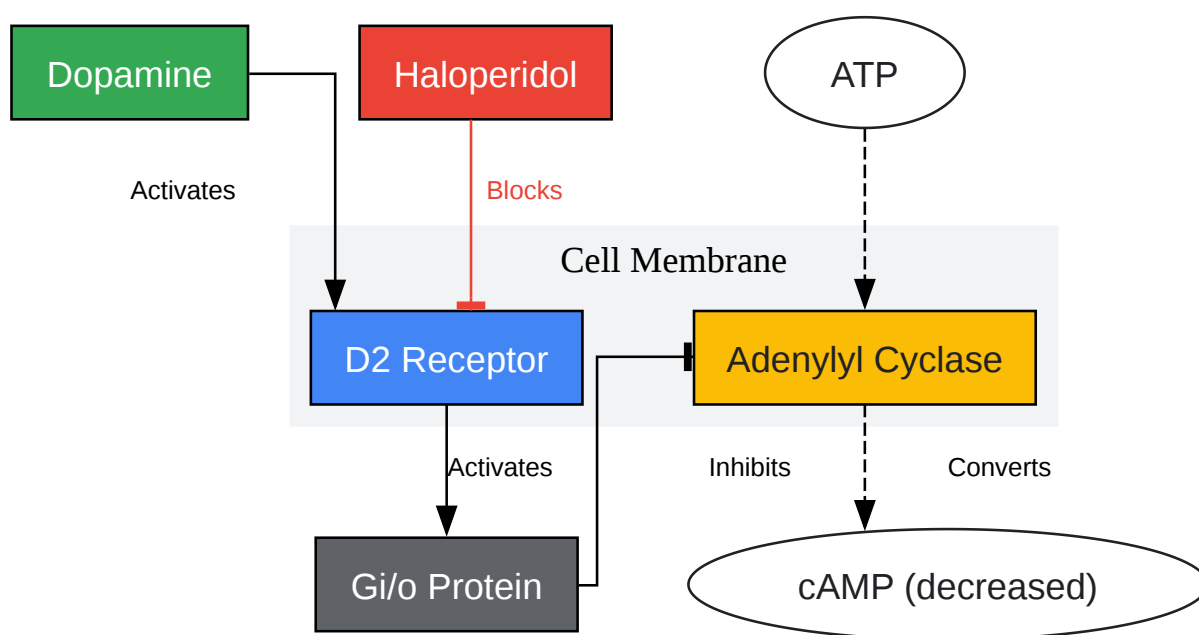 Dopamine
Haloperidol
ATP
Activates
Blocks
Cell Membrane
D2 Receptor
Adenylyl Cyclase
Activates
Inhibits
Converts
Gi/o Protein
cAMP (decreased)